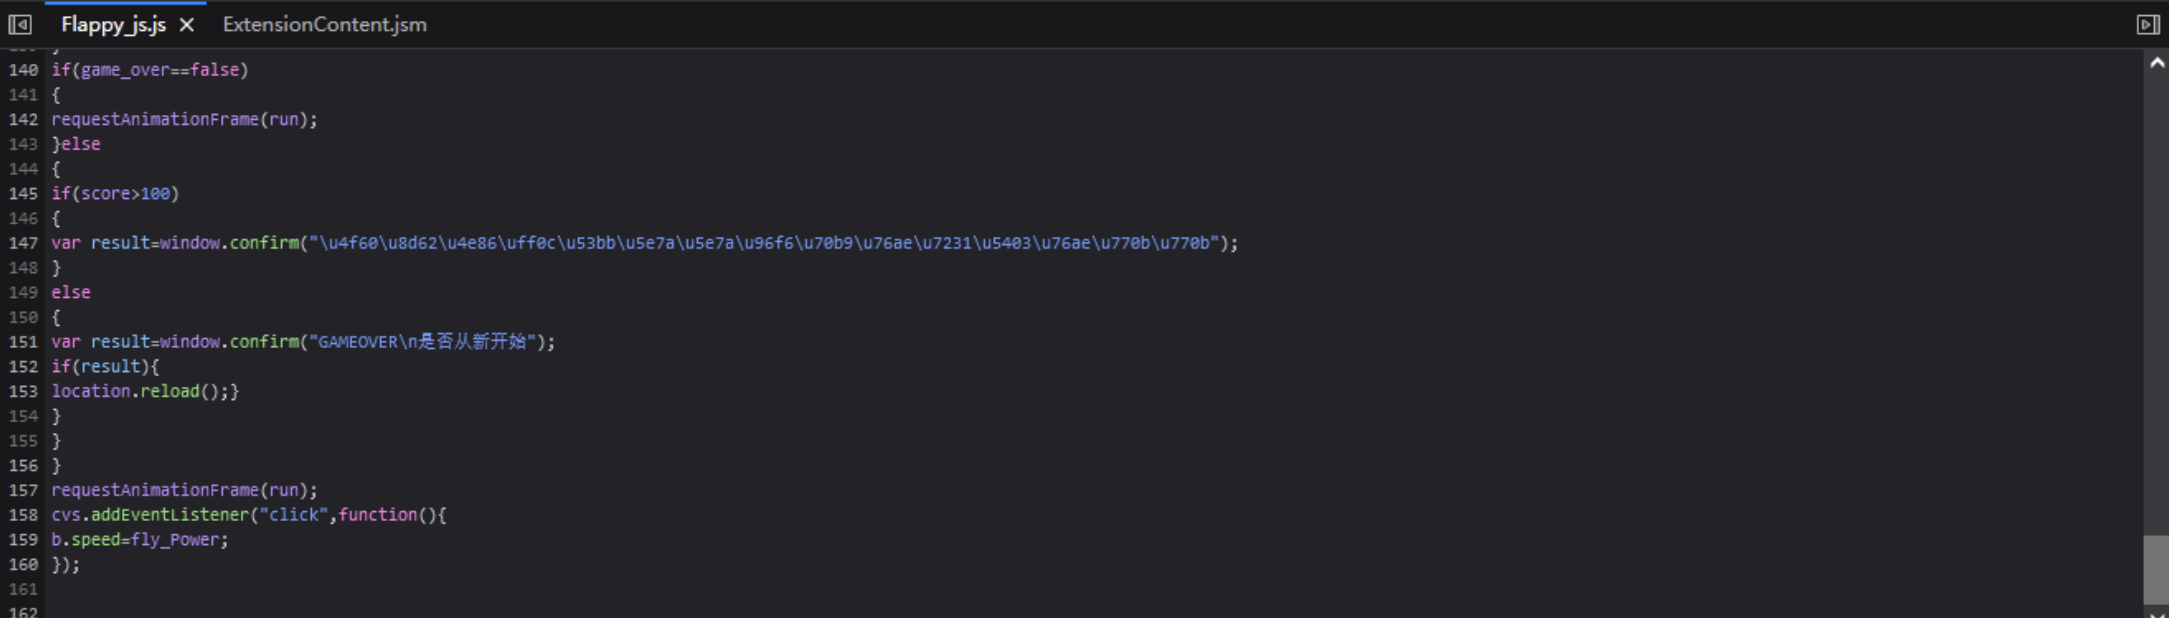 Flappy_js.js ExtensionContent.jsm
140 if(game_over==false)
141 {
142 requestAnimationFrame(run);
143 }else
144 {
145 if(score>100)
146 {
147 var result=window.confirm("\u4f60\u8d62\u4e86\uff0c\u53bb\u5e7a\u5e7a\u96f6\u70b9\u76ae\u7231\u5403\u76ae\u770b\u770b");
148 }
149 else
150 {
151 var result=window.confirm("GAMEOVER\n是否从新开始");
152 if(result){
153 location.reload();}
154 }
155 }
156 }
157 requestAnimationFrame(run);
158 cvs.addEventListener("click",function(){
159 b.speed=fly_Power;
160 });
161
162